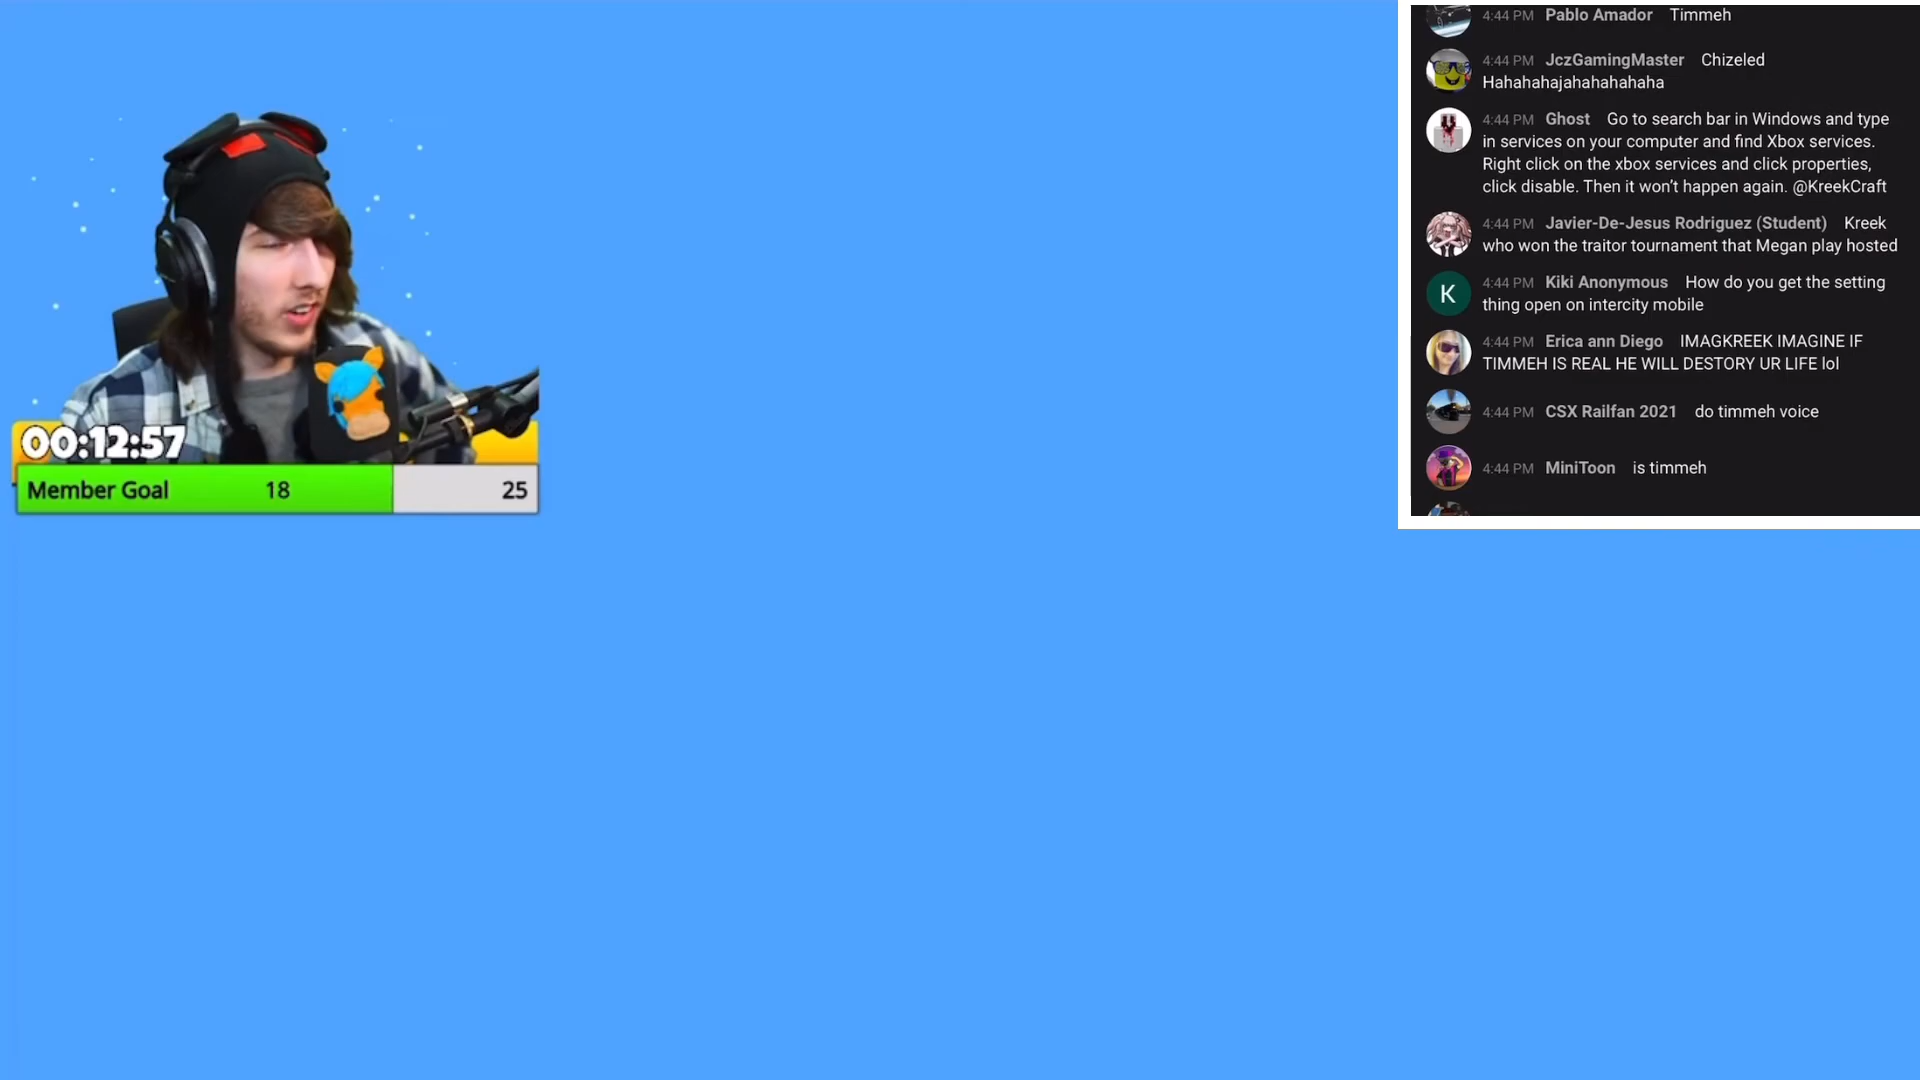 00:12:57
Member Goal 18 25
4:44 PM Pablo Amador Timmeh
4:44 PM JczGamingMaster Chizeled
Hahahahajahahahahaha
4:44 PM Ghost Go to search bar in Windows and type
in services on your computer and find Xbox services.
Right click on the xbox services and click properties,
click disable. Then it won’t happen again. @KreekCraft
4:44 PM Javier-De-Jesus Rodriguez (Student) Kreek
who won the traitor tournament that Megan play hosted
K
4:44 PM Kiki Anonymous How do you get the setting
thing open on intercity mobile
4:44 PM Erica ann Diego IMAGKREEK IMAGINE IF
TIMMEH IS REAL HE WILL DESTORY UR LIFE lol
4:44 PM CSX Railfan 2021 do timmeh voice
4:44 PM MiniToon is timmeh